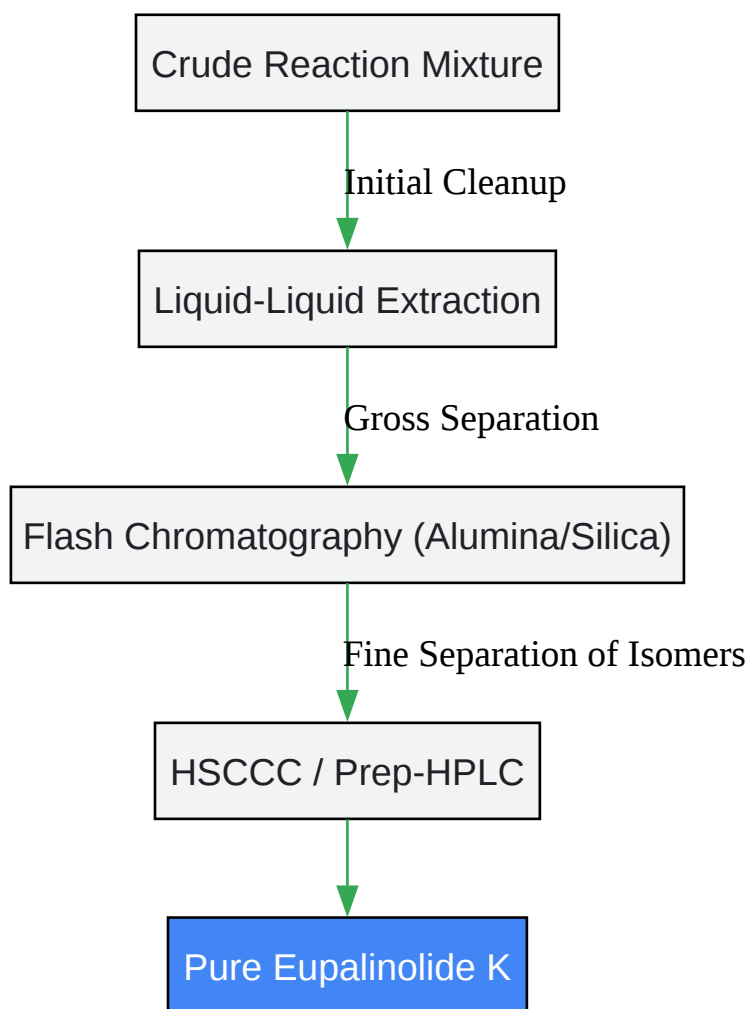 Crude Reaction Mixture
Initial Cleanup
Liquid-Liquid Extraction
Gross Separation
Flash Chromatography (Alumina/Silica)
Fine Separation of Isomers
HSCCC / Prep-HPLC
Pure Eupalinolide K